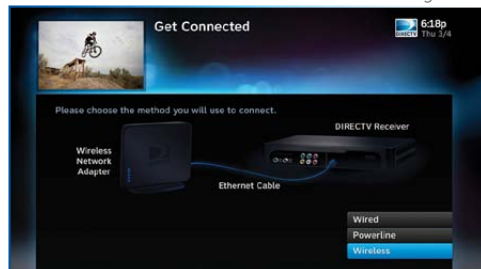 Get Connected
DIRECTV
6:18p
Thu 3/4
Please choose the method you will use to connect.
DIRECTV Receiver
Wireless
Network
Adapter
Ethernet Cable
Wired
Powerline
Wireless